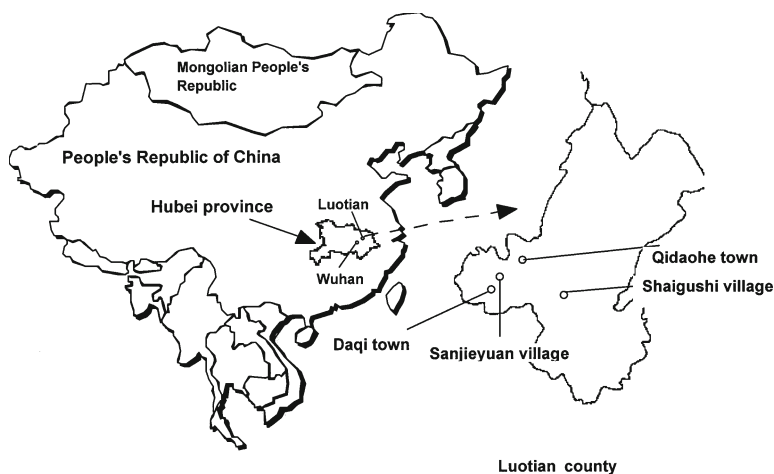 Mongolian People's
Republic
People's Republic of China
Hubei province
Luotian
Wuhan
Qidaohe town
Shaigushi village
Daqi town
Sanjieyuan village
Luotian county